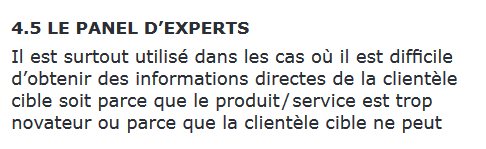 4.5 LE PANEL D’EXPERTS
Il est surtout utilisé dans les cas où il est difficile
d’obtenir des informations directes de la clientèle
cible soit parce que le produit/service est trop
novateur ou parce que la clientèle cible ne peut